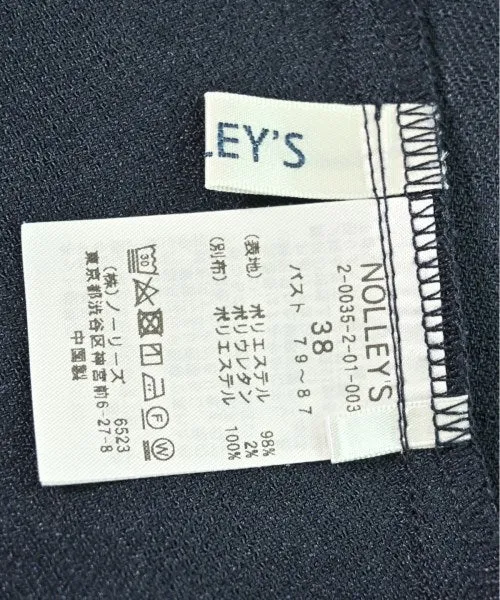 LEY'S
NOLLEY'S
2-0035-2-01-003
38
バスト 79～87
(表地) ポリエステル 98%
ポリウレタン 2%
(別布) ポリエステル 100%
30
F W
(株)ノーリーズ 6523
東京都渋谷区神宮前6-27-8
中国製